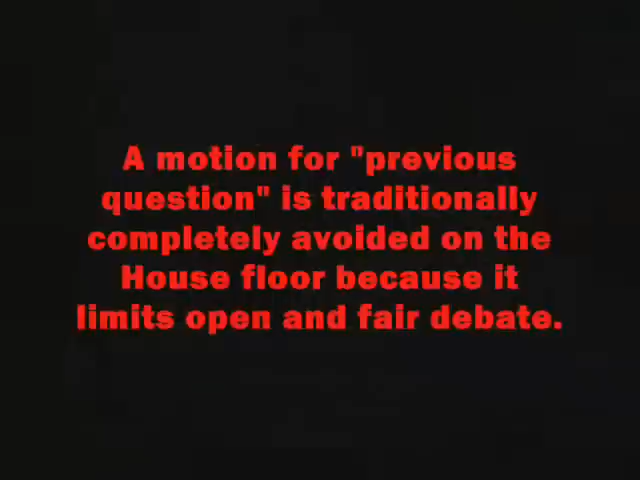 A motion for "previous
question" is traditionally
completely avoided on the
House floor because it
limits open and fair debate.